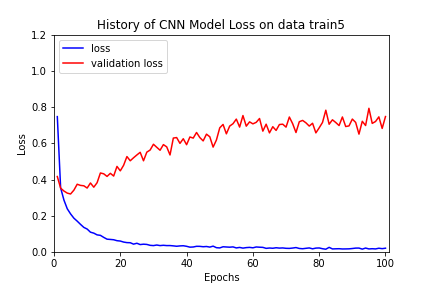 History of CNN Model Loss on data train5
loss
validation loss
Loss
1.2
1.0
0.8
0.6
0.4
0.2
0.0
0 20 40 60 80 100
Epochs